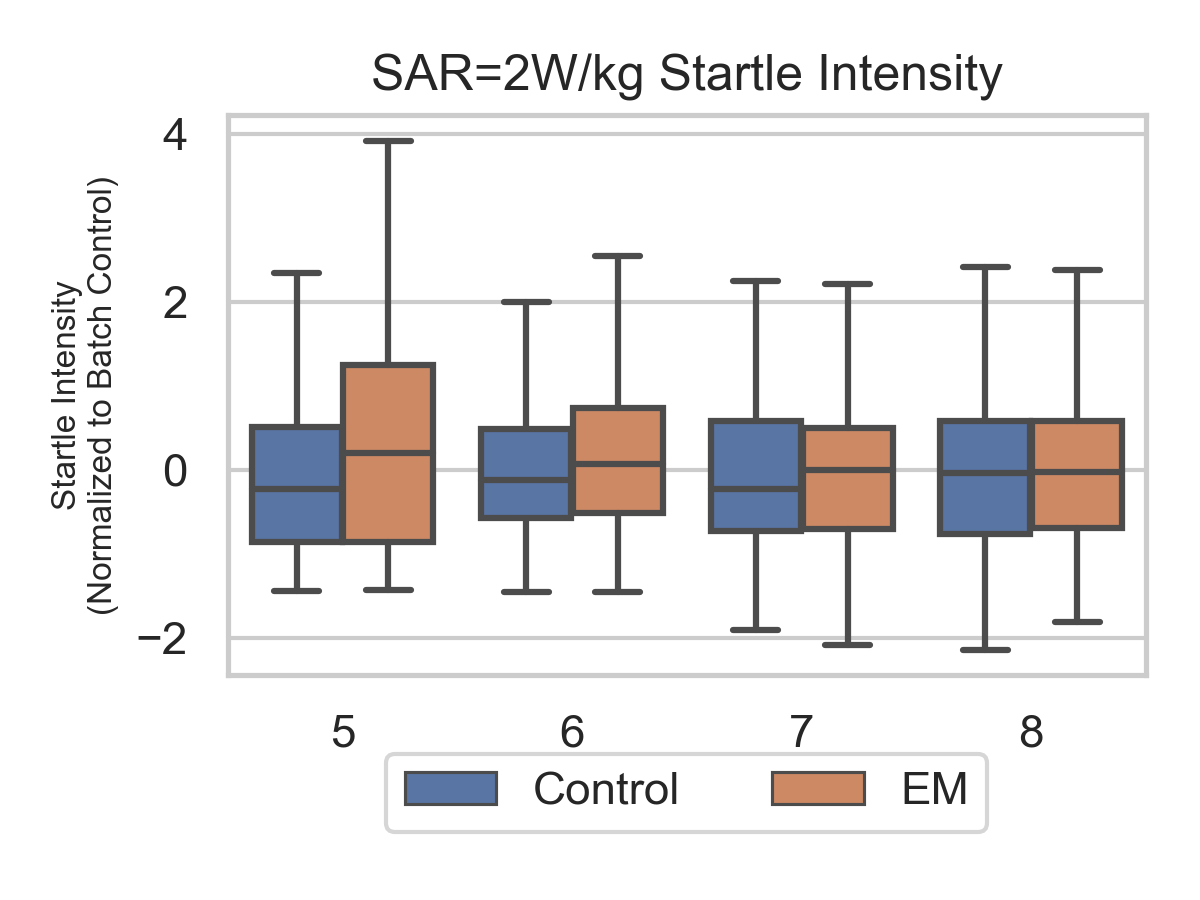 SAR=2W/kg Startle Intensity
Startle Intensity
(Normalized to Batch Control)
4
2
0
−2
5 6 7 8
Control EM